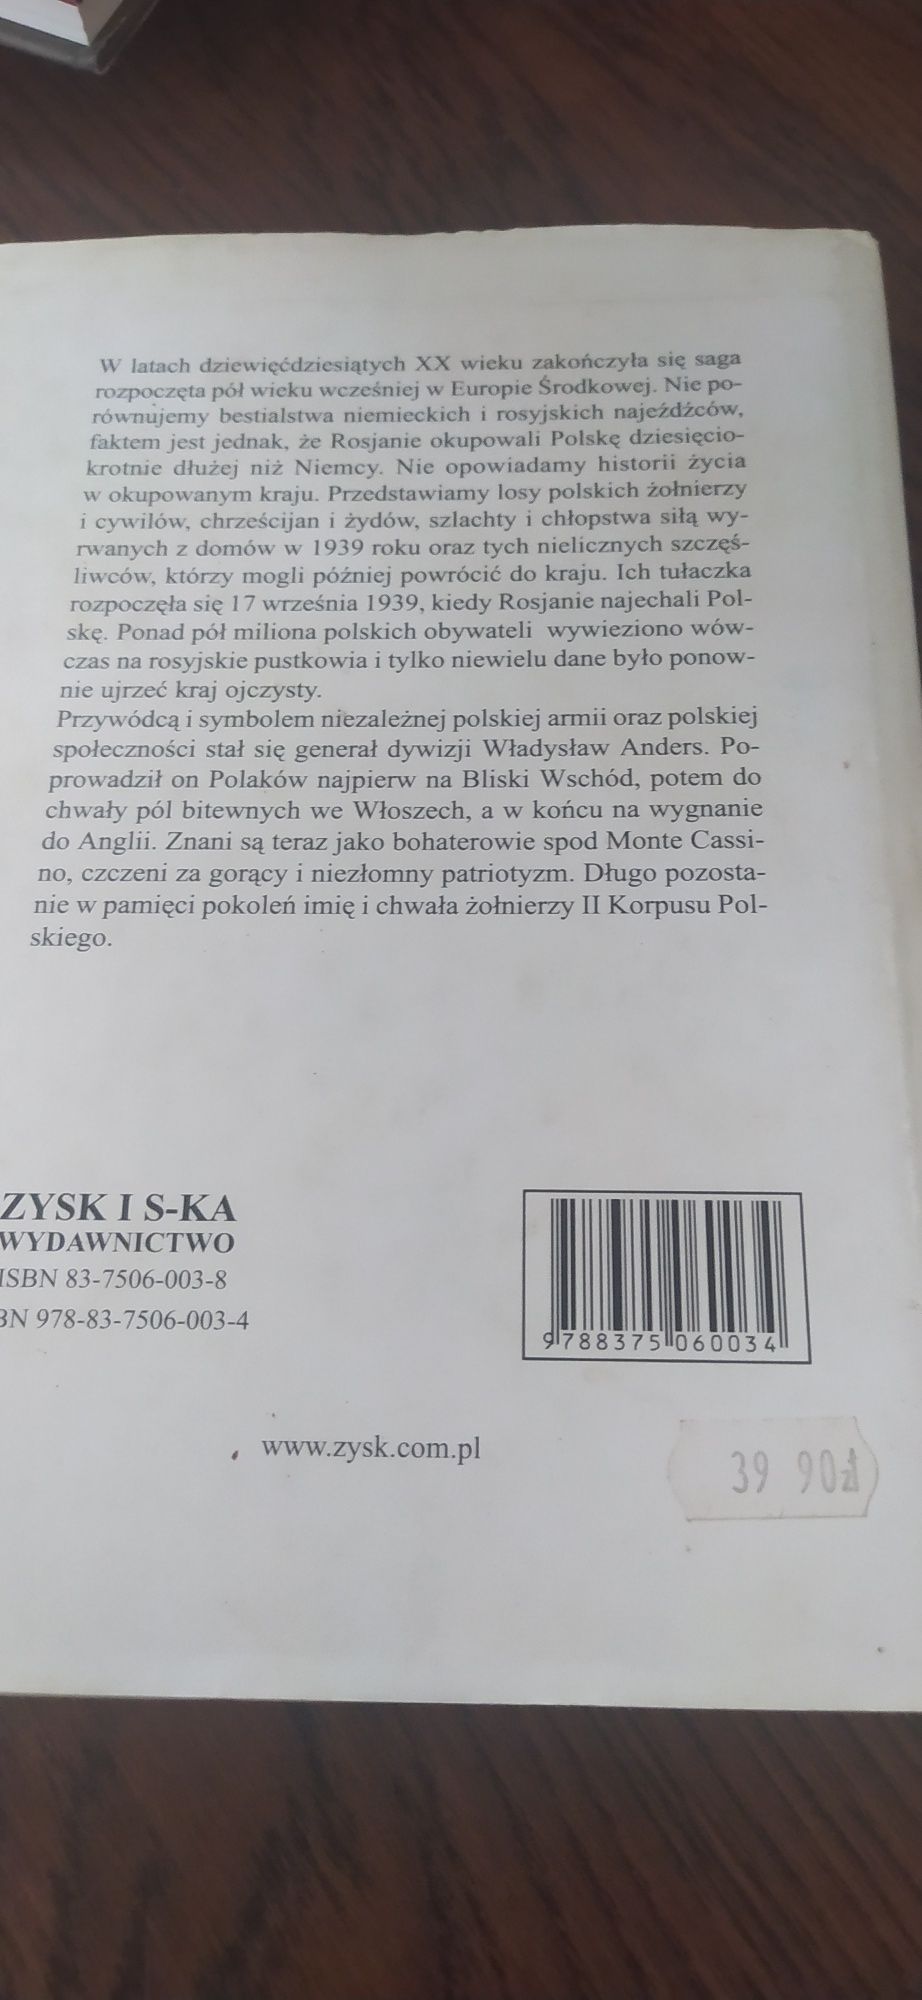 W latach dziewięćdziesiątych XX wieku zakończyła się saga
rozpoczęta pół wieku wcześniej w Europie Środkowej. Nie po-
równujemy bestialstwa niemieckich i rosyjskich najeźdźców,
faktem jest jednak, że Rosjanie okupowali Polskę dziesięcio-
krotnie dłużej niż Niemcy. Nie opowiadamy historii życia
w okupowanym kraju. Przedstawiamy losy polskich żołnierzy
i cywilów, chrześcijan i żydów, szlachty i chłopstwa siłą wy-
rwanych z domów w 1939 roku oraz tych nielicznych szczęś-
liwców, którzy mogli później powrócić do kraju. Ich tułaczka
rozpoczęła się 17 września 1939, kiedy Rosjanie najechali Pol-
skę. Ponad pół miliona polskich obywateli wywieziono wów-
czas na rosyjskie pustkowia i tylko niewielu dane było ponow-
nie ujrzeć kraj ojczysty.
Przywódcą i symbolem niezależnej polskiej armii oraz polskiej
społeczności stał się generał dywizji Władysław Anders. Po-
prowadził on Polaków najpierw na Bliski Wschód, potem do
chwały pól bitewnych we Włoszech, a w końcu na wygnanie
do Anglii. Znani są teraz jako bohaterowie spod Monte Cassi-
no, czczeni za gorący i niezłomny patriotyzm. Długo pozosta-
nie w pamięci pokoleń imię i chwała żołnierzy II Korpusu Pol-
skiego.
ZYSK I S-KA
WYDAWNICTWO
ISBN 83-7506-003-8
BN 978-83-7506-003-4
9 788375 060034
www.zysk.com.pl
39 90zł